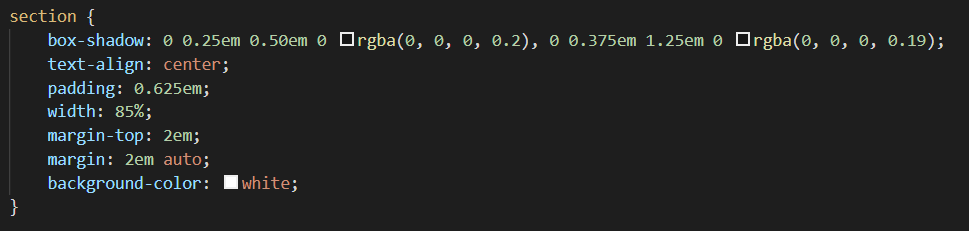 section {
    box-shadow: 0 0.25em 0.50em 0 rgba(0, 0, 0, 0.2), 0 0.375em 1.25em 0 rgba(0, 0, 0, 0.19);
    text-align: center;
    padding: 0.625em;
    width: 85%;
    margin-top: 2em;
    margin: 2em auto;
    background-color: white;
}